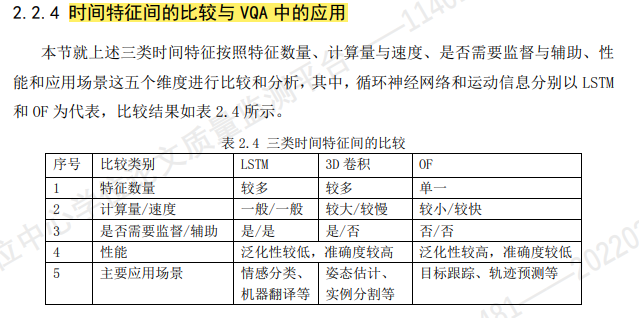 2.2.4 时间特征间的比较与 VQA 中的应用
本节就上述三类时间特征按照特征数量、计算量与速度、是否需要监督与辅助、性
能和应用场景这五个维度进行比较和分析，其中，循环神经网络和运动信息分别以 LSTM
和 OF 为代表，比较结果如表 2.4 所示。
表 2.4 三类时间特征间的比较
序号 比较类别 LSTM 3D 卷积 OF
1 特征数量 较多 较多 单一
2 计算量/速度 一般/一般 较大/较慢 较小/较快
3 是否需要监督/辅助 是/是 是/否 否/否
4 性能 泛化性较低，准确度较高 泛化性较高，准确度较低
5 主要应用场景 情感分类、 姿态估计、 目标跟踪、轨迹预测等
机器翻译等 实例分割等